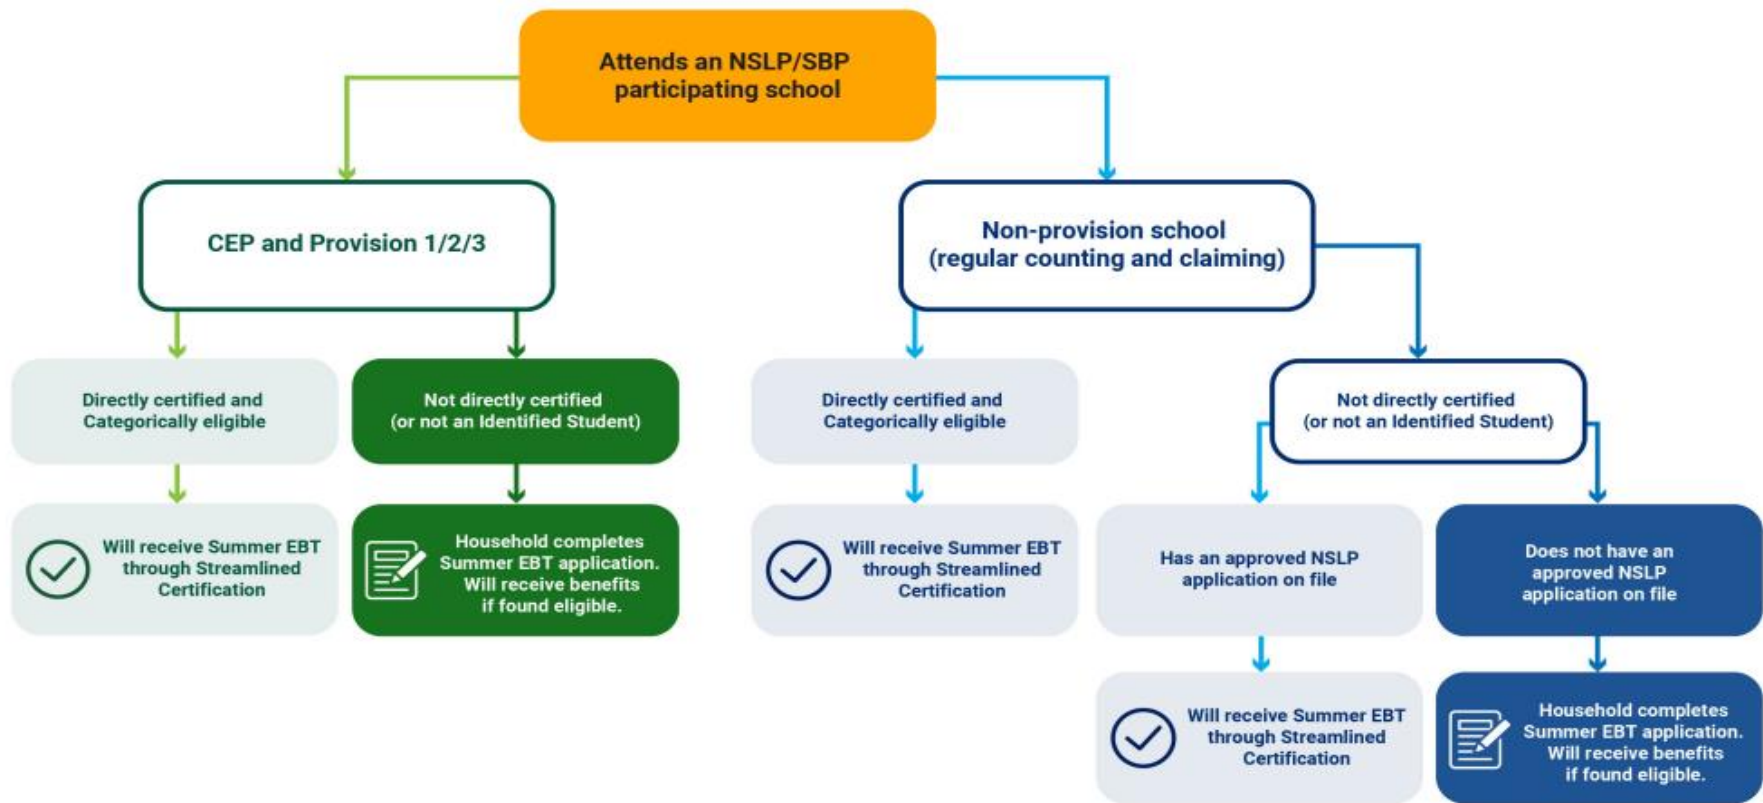 Attends an NSLP/SBP
participating school
CEP and Provision 1/2/3
Non-provision school
(regular counting and claiming)
Directly certified and
Categorically eligible
Not directly certified
(or not an Identified Student)
Directly certified and
Categorically eligible
Not directly certified
(or not an Identified Student)
Will receive Summer EBT
through Streamlined
Certification
Household completes
Summer EBT application.
Will receive benefits
if found eligible.
Will receive Summer EBT
through Streamlined
Certification
Has an approved NSLP
application on file
Does not have an
approved NSLP
application on file
Will receive Summer EBT
through Streamlined
Certification
Household completes
Summer EBT application.
Will receive benefits
if found eligible.